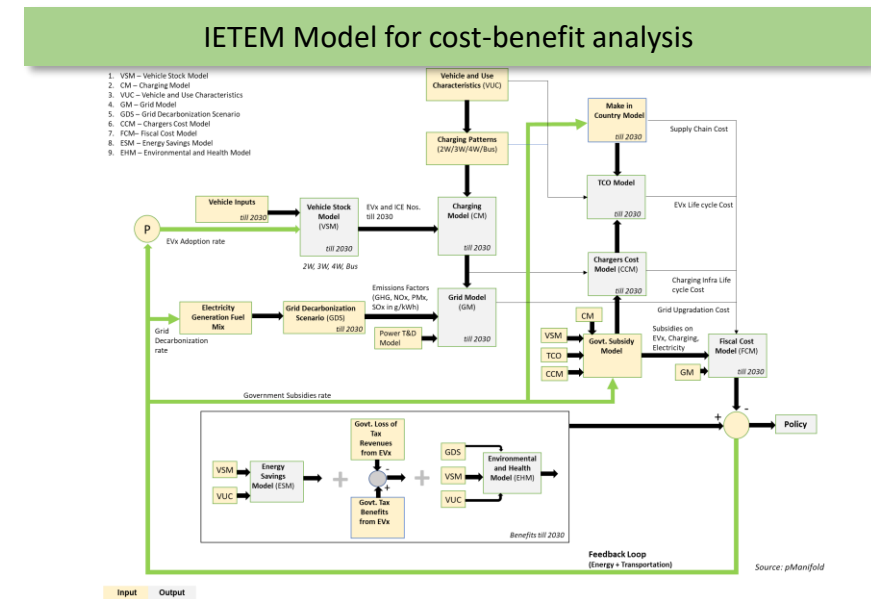 IETEM Model for cost-benefit analysis
1. VSM – Vehicle Stock Model
2. CM – Charging Model
3. VUC – Vehicle and Use Characteristics
4. GM – Grid Model
5. GDS – Grid Decarbonization Scenario
6. CCM – Chargers Cost Model
7. FCM– Fiscal Cost Model
8. ESM – Energy Savings Model
9. EHM – Environmental and Health Model
Vehicle and Use
Characteristics (VUC)
Make in
Country Model
till 2030
Supply Chain Cost
Charging Patterns
(2W/3W/4W/Bus)
TCO Model
till 2030
EVx Life cycle Cost
Vehicle Inputs
till 2030
Vehicle Stock
Model
(VSM)
till 2030
2W, 3W, 4W, Bus
EVx and ICE Nos.
till 2030
Charging
Model (CM)
till 2030
P
EVx Adoption rate
Chargers Cost
Model (CCM)
till 2030
Charging Infra Life
cycle Cost
Electricity
Generation Fuel
Mix
Grid Decarbonization
Scenario (GDS)
till 2030
Emissions Factors
(GHG, NOx, PMx,
SOx in g/kWh)
Power T&D
Model
Grid Model
(GM)
till 2030
Grid
Decarbonization
rate
Grid Upgradation Cost
CM
VSM
TCO
CCM
Govt. Subsidy
Model
Subsidies on
EVx, Charging,
Electricity
GM
Fiscal Cost
Model (FCM)
till 2030
Government Subsidies rate
+
-
Policy
VSM
VUC
Energy
Savings
Model (ESM)
+
Govt. Loss of
Tax
Revenues
from EVx
-
+
Govt. Tax
Benefits
from EVx
+
GDS
VSM
VUC
Environmental
and Health
Model (EHM)
Benefits till 2030
Feedback Loop
(Energy + Transportation)
Source: pManifold
Input Output